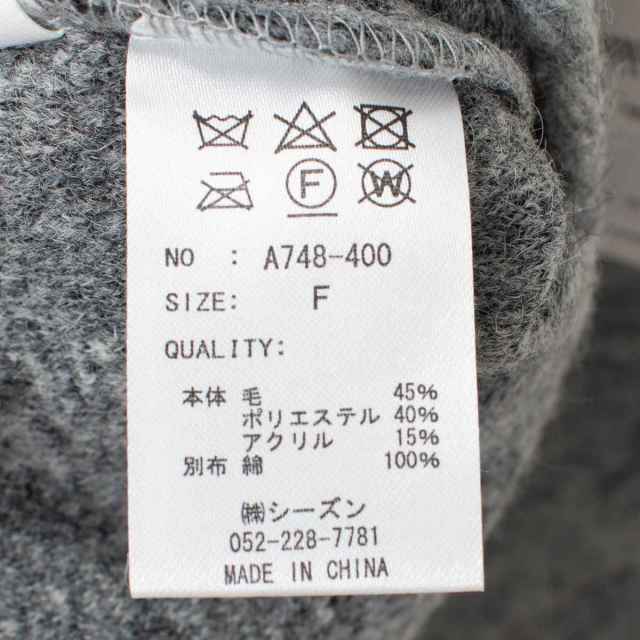 F W
NO : A748-400
SIZE: F
QUALITY:
本体 毛 45%
ポリエステル 40%
アクリル 15%
別布 綿 100%
㈱シーズン
052-228-7781
MADE IN CHINA